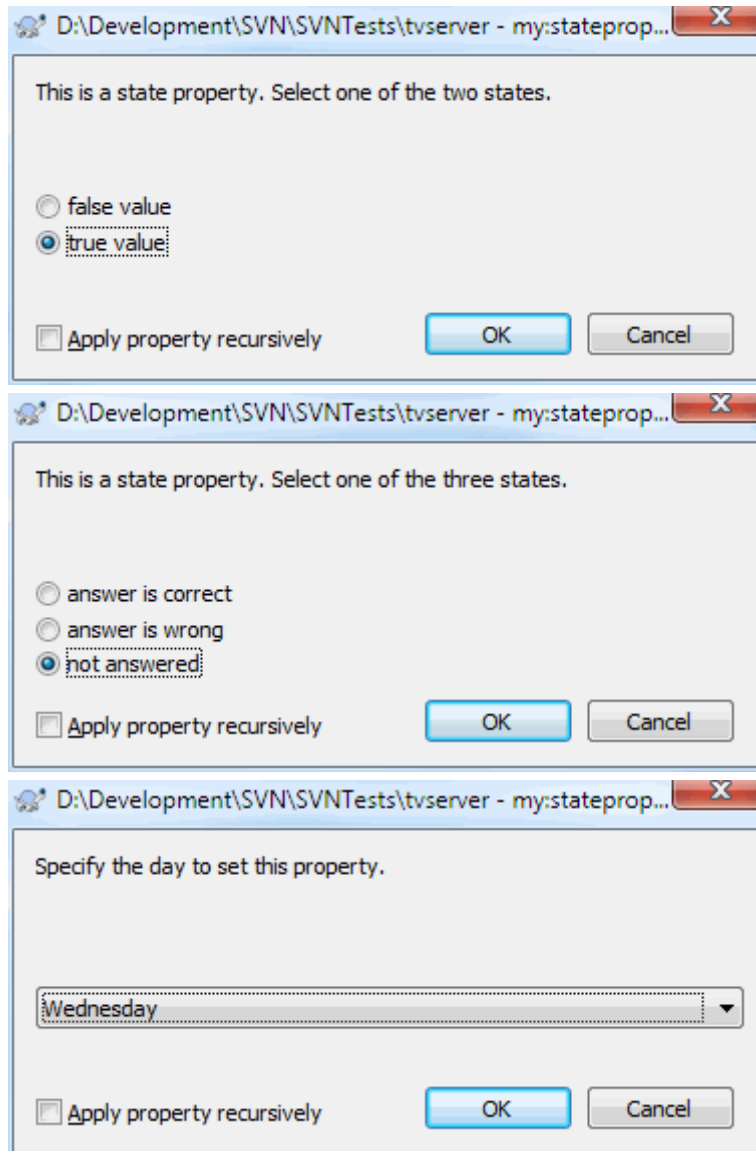 D:\Development\SVN\SVNTests\tvserver - my:stateprop...
This is a state property. Select one of the two states.
false value
true value
Apply property recursively OK Cancel
D:\Development\SVN\SVNTests\tvserver - my:stateprop...
This is a state property. Select one of the three states.
answer is correct
answer is wrong
not answered
Apply property recursively OK Cancel
D:\Development\SVN\SVNTests\tvserver - my:stateprop...
Specify the day to set this property.
Wednesday
Apply property recursively OK Cancel